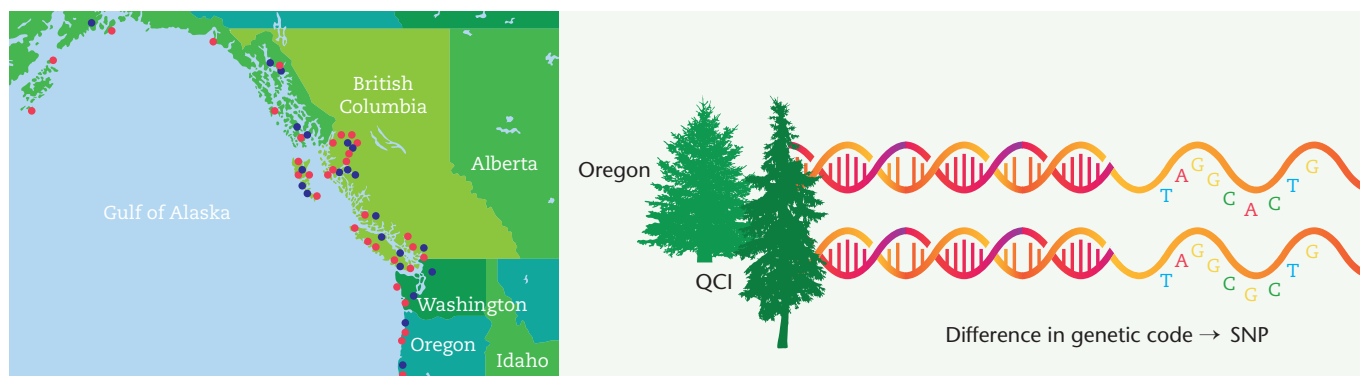 British
Columbia
Alberta
Gulf of Alaska
Washington
Oregon
Idaho
Oregon
QCI
T A G G C A C T G
T A G G C G C T G
Difference in genetic code → SNP